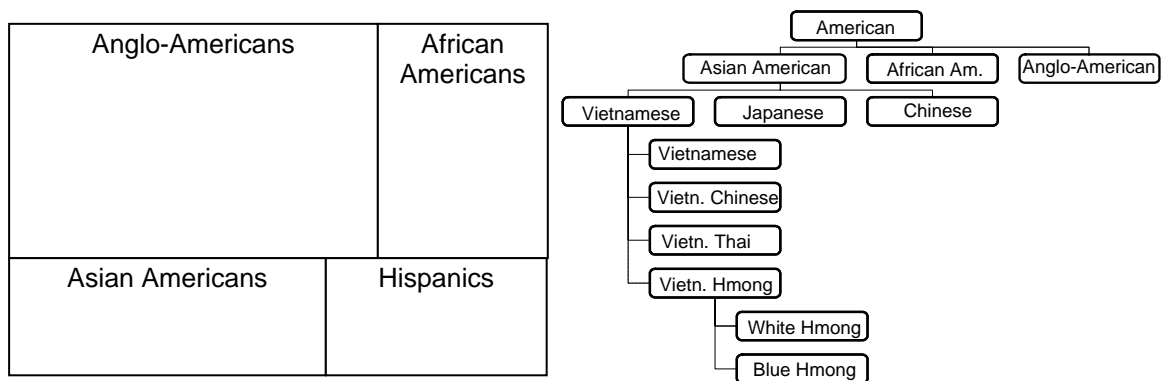 Anglo-Americans
African
Americans
Asian Americans
Hispanics
American
Asian American
African Am.
Anglo-American
Vietnamese
Japanese
Chinese
Vietnamese
Vietn. Chinese
Vietn. Thai
Vietn. Hmong
White Hmong
Blue Hmong